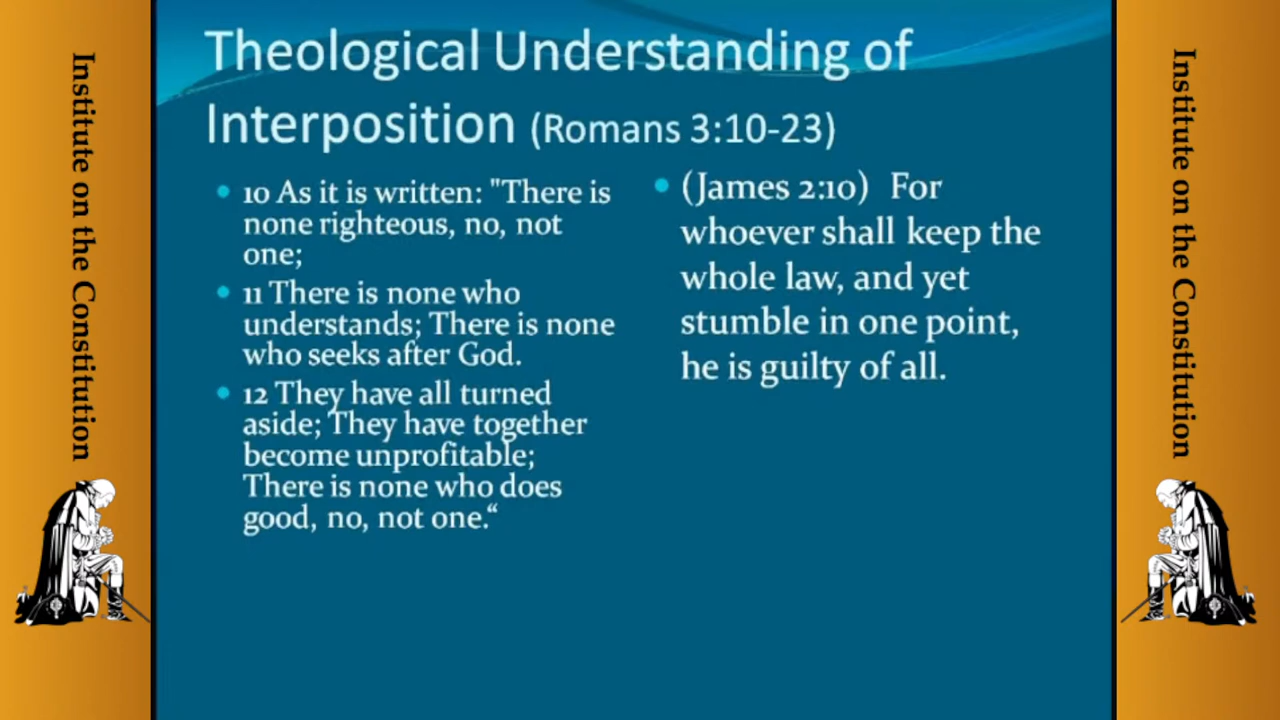 Institute on the Constitution
Theological Understanding of
Interposition (Romans 3:10-23)
• 10 As it is written: "There is
none righteous, no, not
one;
• 11 There is none who
understands; There is none
who seeks after God.
• 12 They have all turned
aside; They have together
become unprofitable;
There is none who does
good, no, not one.“
• (James 2:10)  For
whoever shall keep the
whole law, and yet
stumble in one point,
he is guilty of all.
Institute on the Constitution